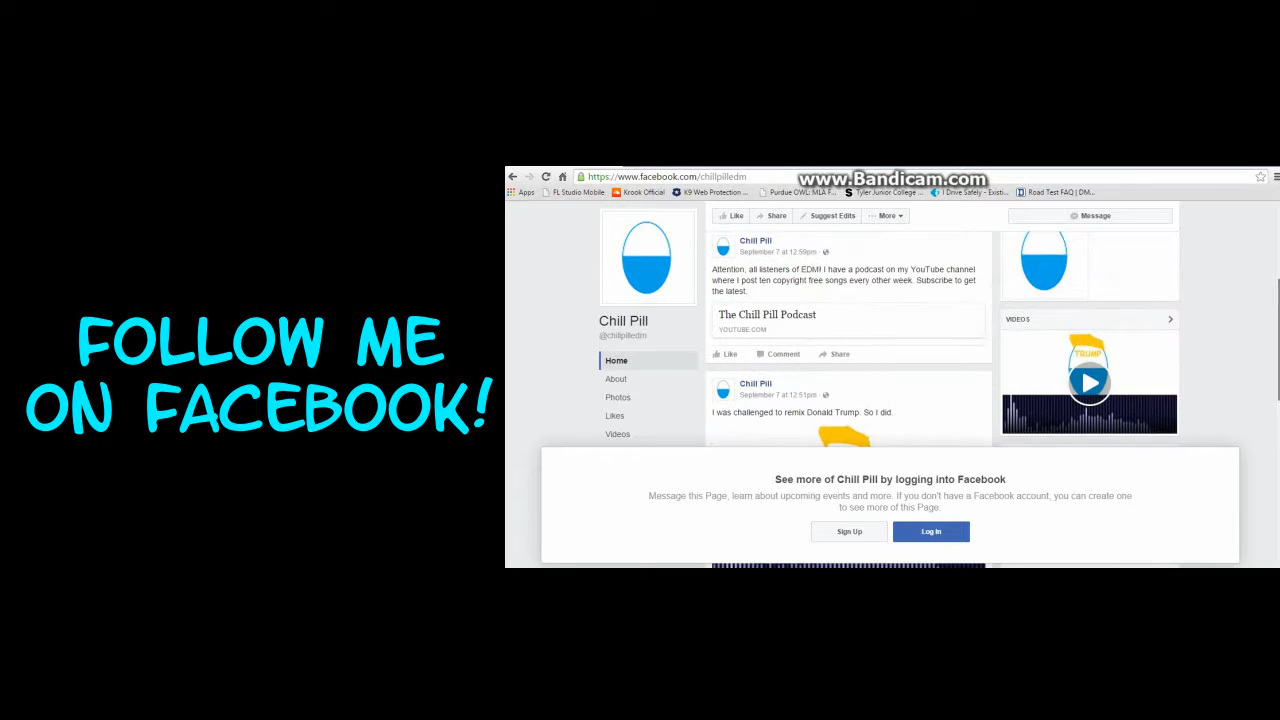 FOLLOW ME
ON FACEBOOK!
www.Bandicam.com
https://www.facebook.com/chillpilledm
Apps FL Studio Mobile Krook Official K9 Web Protection ... Purdue OWL: MLA F... Tyler Junior College ... I Drive Safely - Existi... Road Test FAQ | DM...
Like Share Suggest Edits ... More Message
Chill Pill
September 7 at 12:59pm
Attention, all listeners of EDM! I have a podcast on my YouTube channel
where I post ten copyright free songs every other week. Subscribe to get
the latest.
The Chill Pill Podcast
YOUTUBE.COM
Like Comment Share
Chill Pill
@chillpilledm
Home
About
Photos
Likes
Videos
Chill Pill
September 7 at 12:51pm
I was challenged to remix Donald Trump. So I did.
VIDEOS
TRUMP
See more of Chill Pill by logging into Facebook
Message this Page, learn about upcoming events and more. If you don't have a Facebook account, you can create one
to see more of this Page.
Sign Up Log In